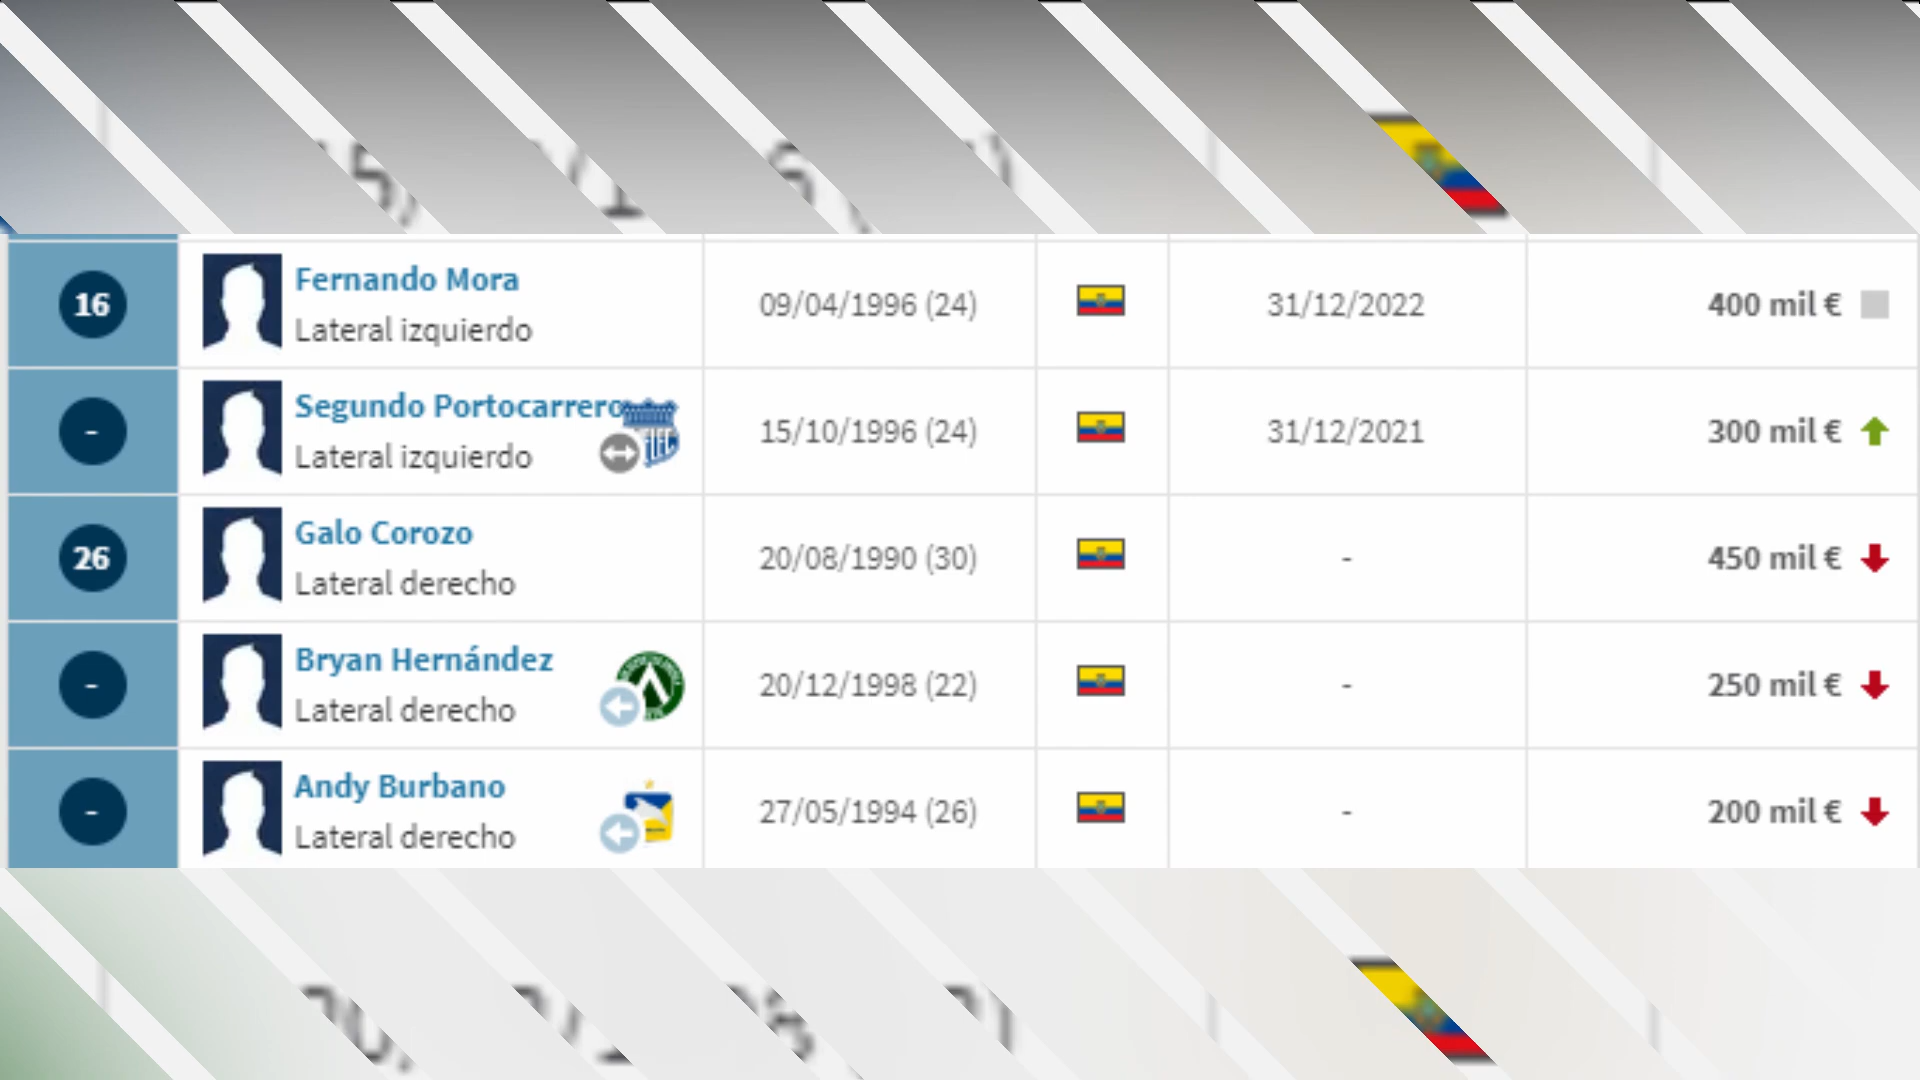 16
Fernando Mora
Lateral izquierdo
09/04/1996 (24)
31/12/2022
400 mil €
-
Segundo Portocarrero
Lateral izquierdo
15/10/1996 (24)
31/12/2021
300 mil €
26
Galo Corozo
Lateral derecho
20/08/1990 (30)
-
450 mil €
-
Bryan Hernández
Lateral derecho
20/12/1998 (22)
-
250 mil €
-
Andy Burbano
Lateral derecho
27/05/1994 (26)
-
200 mil €